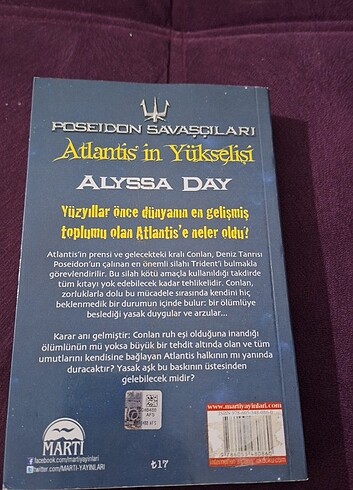 POSEIDON SAVAŞÇILARI
Atlantis'in Yükselişi
ALYSSA DAY
Yüzyıllar önce dünyanın en gelişmiş
toplumu olan Atlantis'e neler oldu?
Atlantis'in prensi ve gelecekteki kralı Conlan, Deniz Tanrısı
Poseidon'un çalınan en önemli silahı Trident'i bulmakla
görevlendirilir. Bu silah kötü amaçla kullanıldığı takdirde
tüm kitayı yok edebilecek kadar tehlikelidir. Conlan,
zorluklarla dolu bu mücadele sırasında kendini hiç
beklenmedik bir durumun içinde bulur: bir ölümlüye
beslediği yasak duygular ve arzular...
Karar anı gelmiştir: Conlan ruh eşi olduğuna inandığı
ölümlünün mü yoksa büyük bir tehdit altında olan ve tüm
umutlarını kendisine bağlayan Atlantis halkının mı yanında
duracaktır? Yasak aşk bu baskının üstesinden
gelebilecek midir?
MARTI
facebook.com/martiyayinlari
twitter.com/MARTI-YAYINLARI
₺17
www.martiyayinlari.com